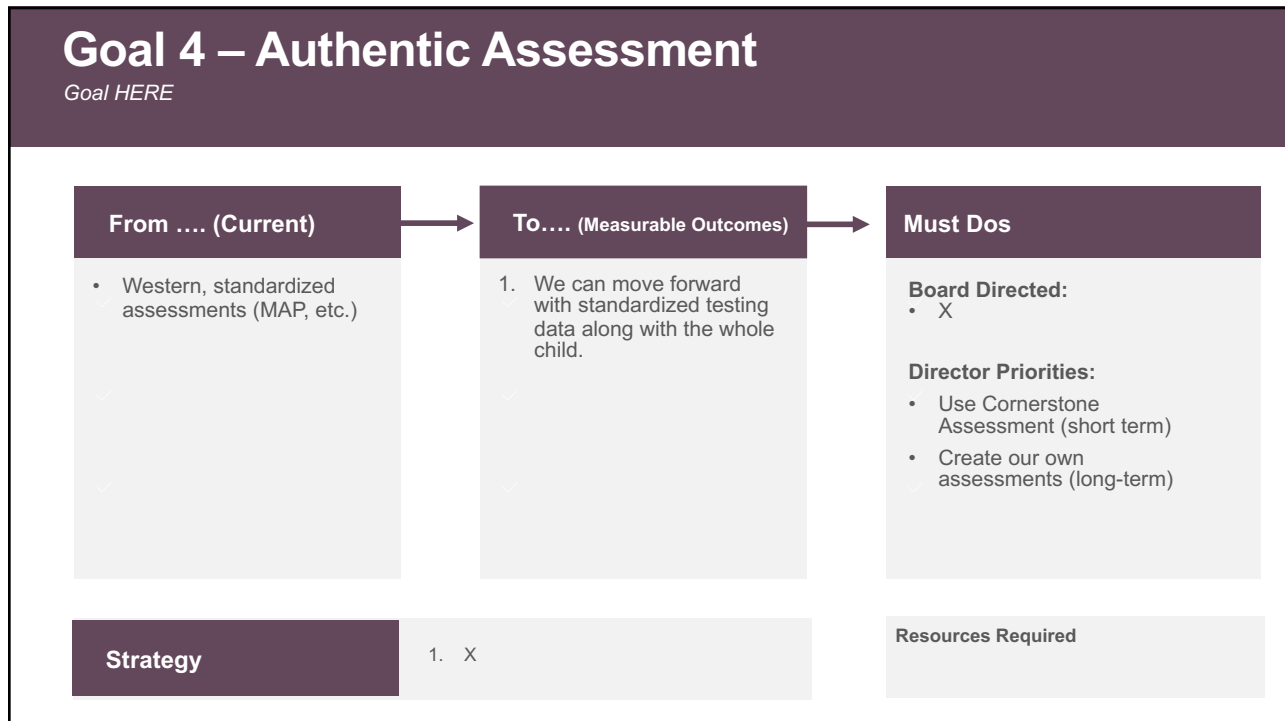 Goal 4 – Authentic Assessment
Goal HERE
From …. (Current)
• Western, standardized
assessments (MAP, etc.)
To…. (Measurable Outcomes)
1. We can move forward
with standardized testing
data along with the whole
child.
Must Dos
Board Directed:
• X
Director Priorities:
• Use Cornerstone
Assessment (short term)
• Create our own
assessments (long-term)
Strategy
1. X
Resources Required